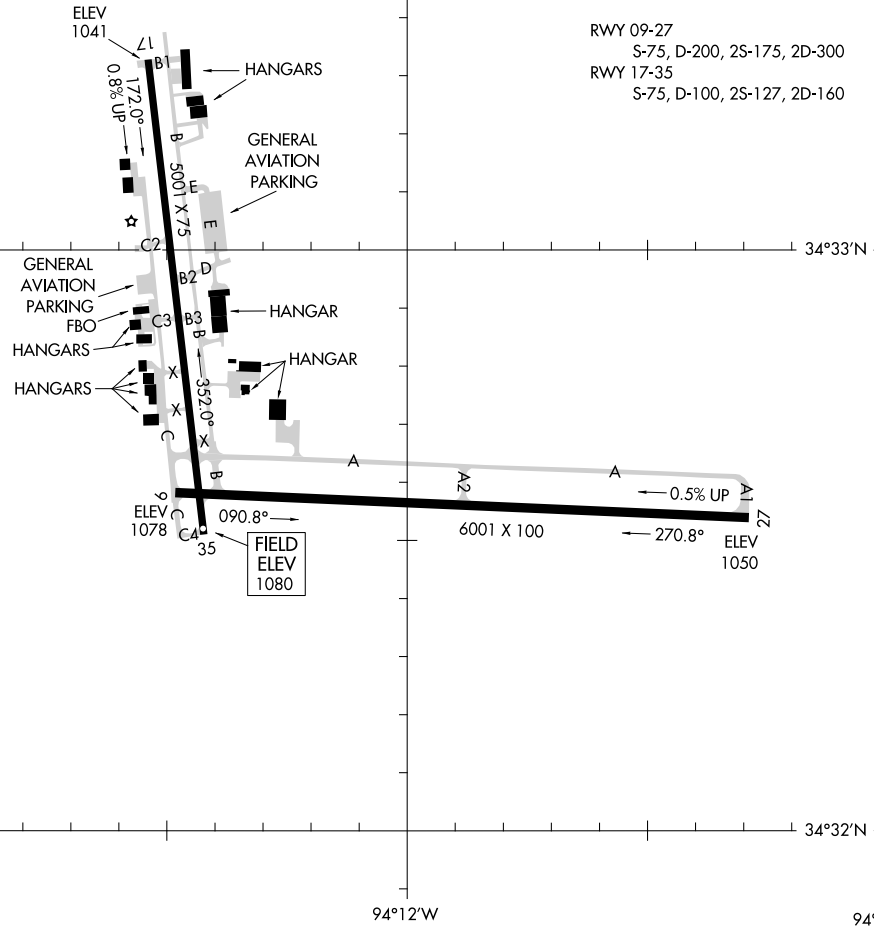 ELEV
1041
17
B1
HANGARS
RWY 09-27
S-75, D-200, 2S-175, 2D-300
RWY 17-35
S-75, D-100, 2S-127, 2D-160
172.0°
0.8% UP
B
GENERAL
AVIATION
PARKING
5001 X 75
E
E
C2
34°33'N
D
B2
GENERAL
AVIATION
PARKING
FBO
HANGARS
C3
B3
B
HANGAR
HANGAR
HANGARS
X
X
X
352.0°
C
A
A
A2
A1
B
0.5% UP
9
C
ELEV
1078
C4
35
090.8°
FIELD
ELEV
1080
6001 X 100
270.8°
27
ELEV
1050
34°32'N
94°12'W
94°